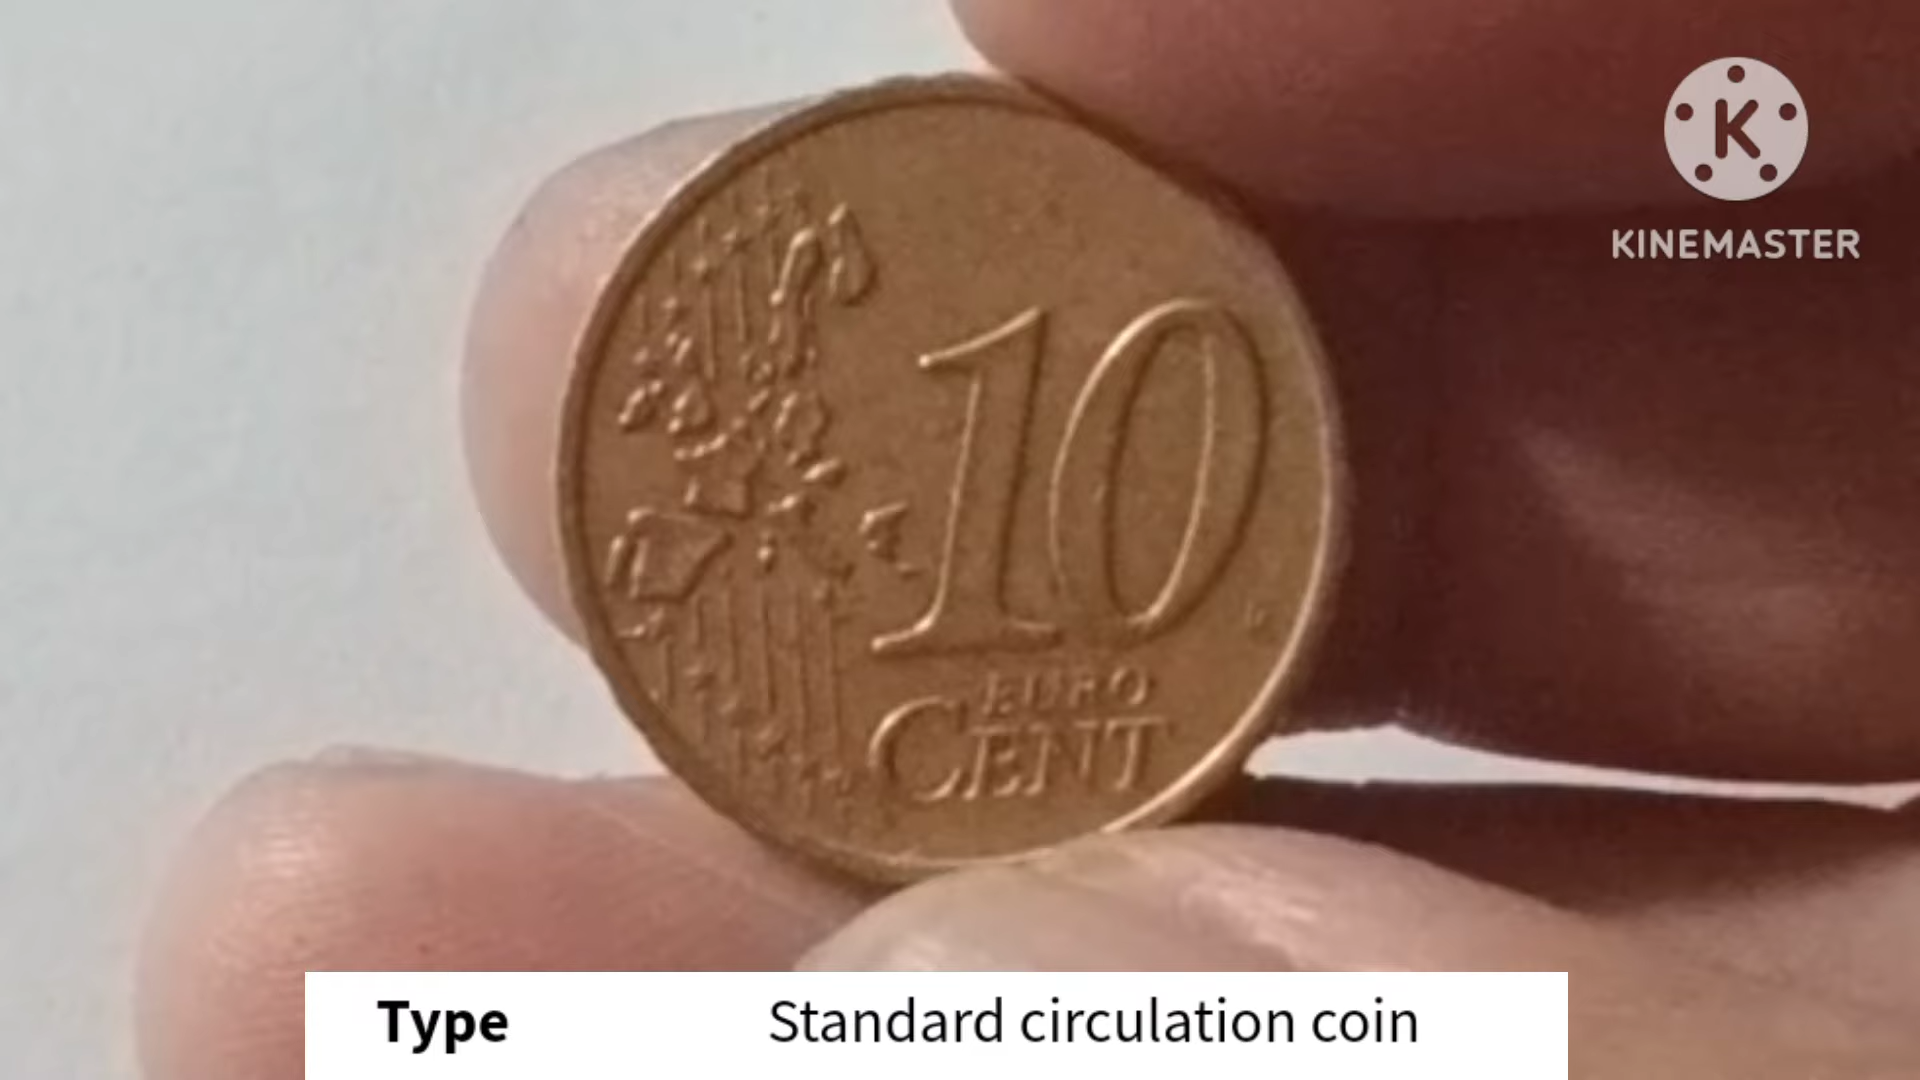 K
KINEMASTER
10
EURO
CENT
Type Standard circulation coin